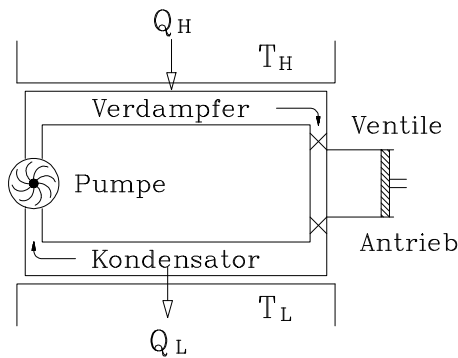 Q_H
T_H
Verdampfer
Ventile
Pumpe
Antrieb
Kondensator
T_L
Q_L